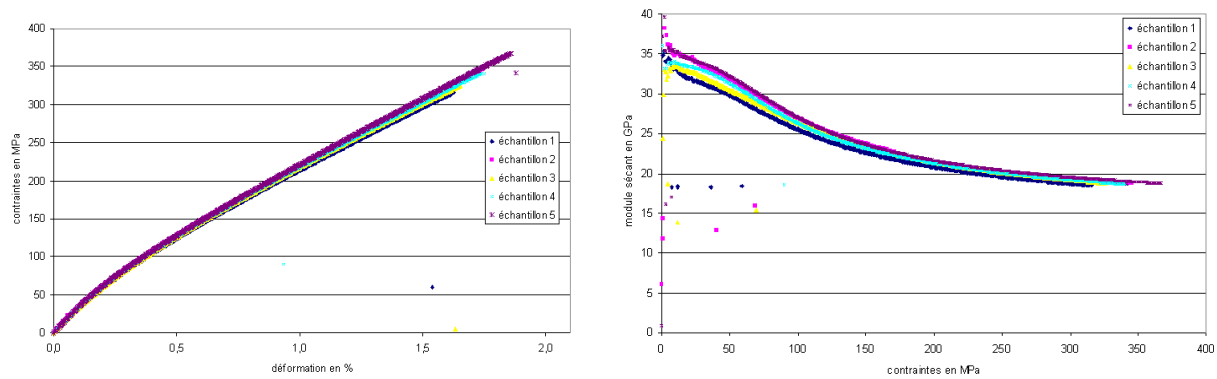 400
350
300
250
200
150
100
50
0
contraintes en MPa
0,0
0,5
1,0
1,5
2,0
déformation en %
échantillon 1
échantillon 2
échantillon 3
échantillon 4
échantillon 5
40
35
30
25
20
15
10
5
0
module sécant en GPa
0
50
100
150
200
250
300
350
400
contraintes en MPa
échantillon 1
échantillon 2
échantillon 3
échantillon 4
échantillon 5